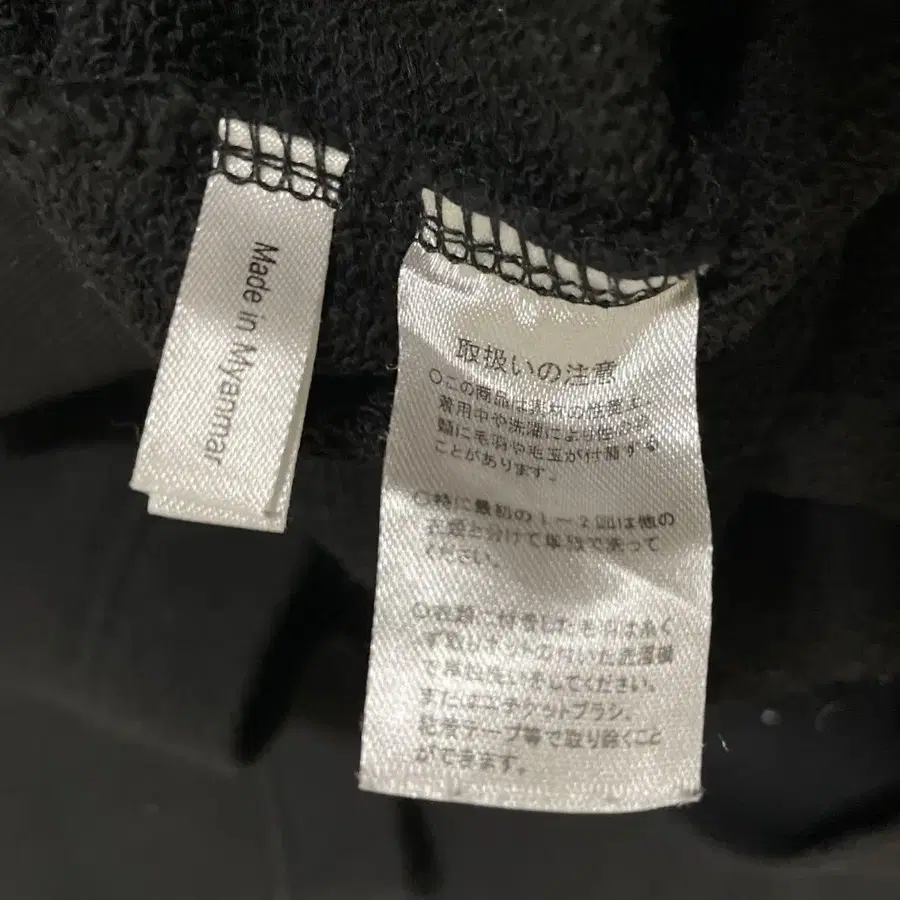 Made in Myanmar
取扱いの注意
○この商品は素材の性質上、
着用中や洗濯により他の衣
類に毛羽や毛玉が付着する
ことがあります。
○特に最初の1～2回は他の
衣類と分けて単独で洗って
ください。
○衣類に付着した毛羽は糸く
ず取りネットの付いた洗濯機
で単独洗いをしてください。
またはエチケットブラシ、
粘着テープ等で取り除くこと
ができます。